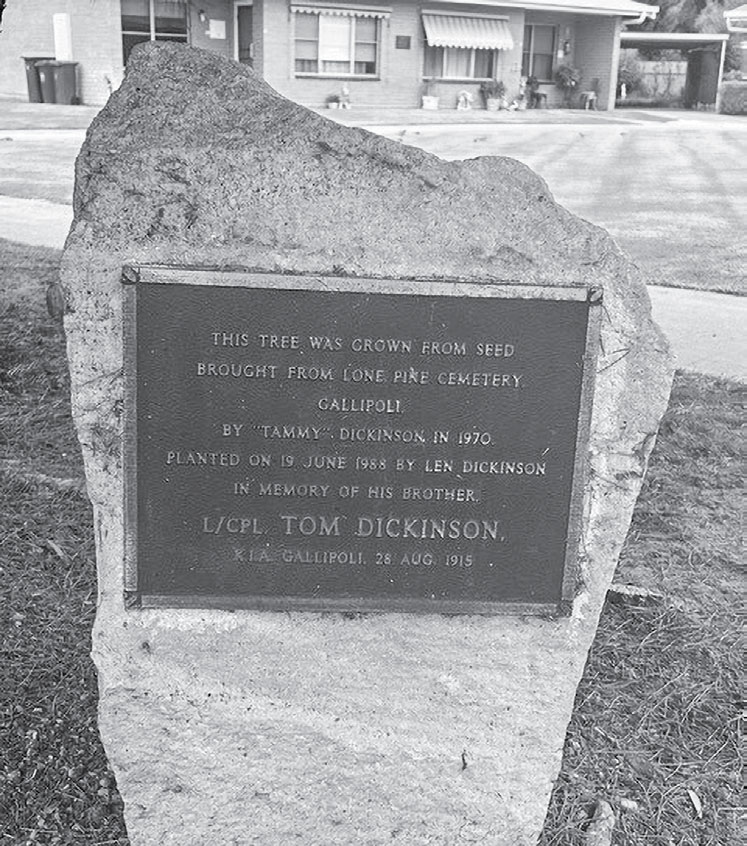 THIS TREE WAS GROWN FROM SEED
BROUGHT FROM LONE PINE CEMETERY,
GALLIPOLI,
BY "TAMMY" DICKINSON IN 1970.
PLANTED ON 19 JUNE 1988 BY LEN DICKINSON
IN MEMORY OF HIS BROTHER,
L/CPL. TOM DICKINSON,
K.I.A. GALLIPOLI, 28 AUG. 1915